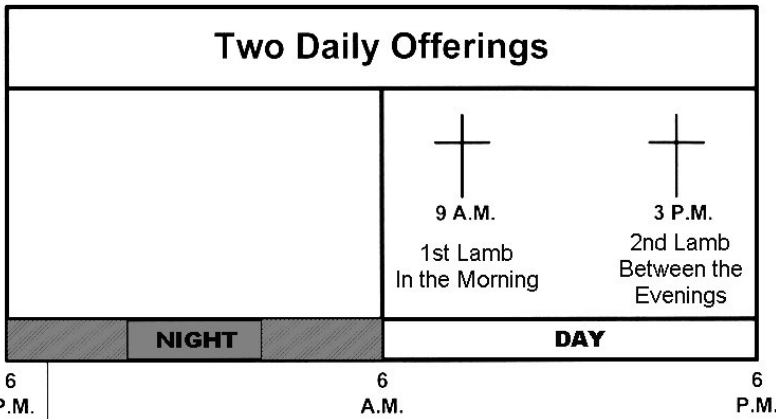 Two Daily Offerings
9 A.M.
3 P.M.
1st Lamb
In the Morning
2nd Lamb
Between the
Evenings
NIGHT
DAY
6
P.M.
6
A.M.
6
P.M.